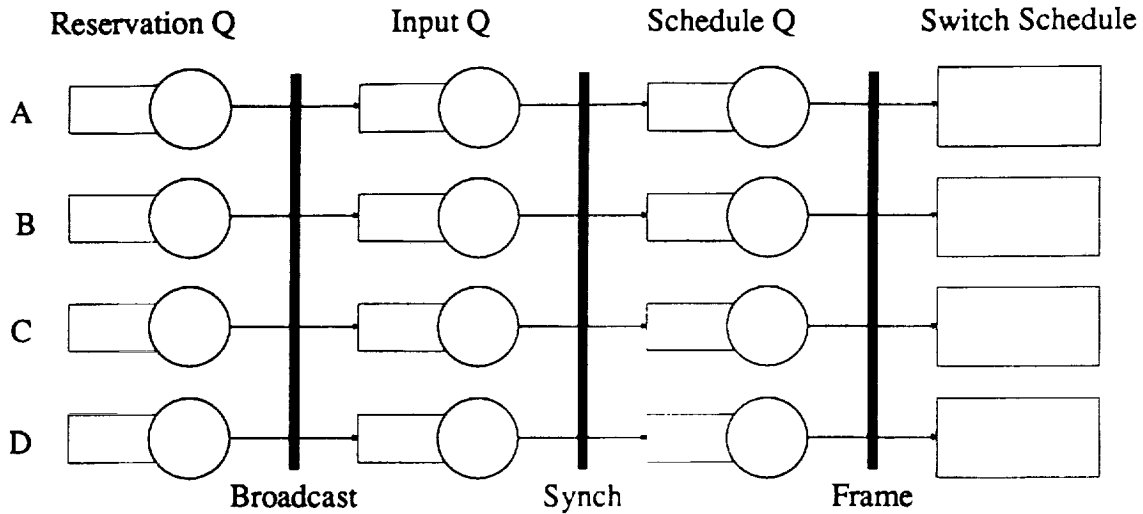 Reservation Q Input Q Schedule Q Switch Schedule
A
B
C
D
Broadcast Synch Frame